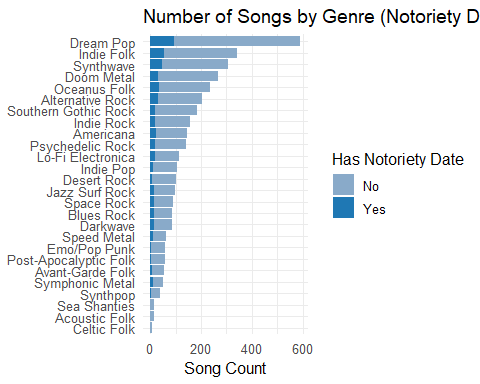 Number of Songs by Genre (Notoriety D
Dream Pop
Indie Folk
Synthwave
Doom Metal
Oceanus Folk
Alternative Rock
Southern Gothic Rock
Indie Rock
Americana
Psychedelic Rock
Lo-Fi Electronica
Indie Pop
Desert Rock
Jazz Surf Rock
Space Rock
Blues Rock
Darkwave
Speed Metal
Emo/Pop Punk
Post-Apocalyptic Folk
Avant-Garde Folk
Symphonic Metal
Synthpop
Sea Shanties
Acoustic Folk
Celtic Folk
0 200 400 600
Song Count
Has Notoriety Date
No
Yes